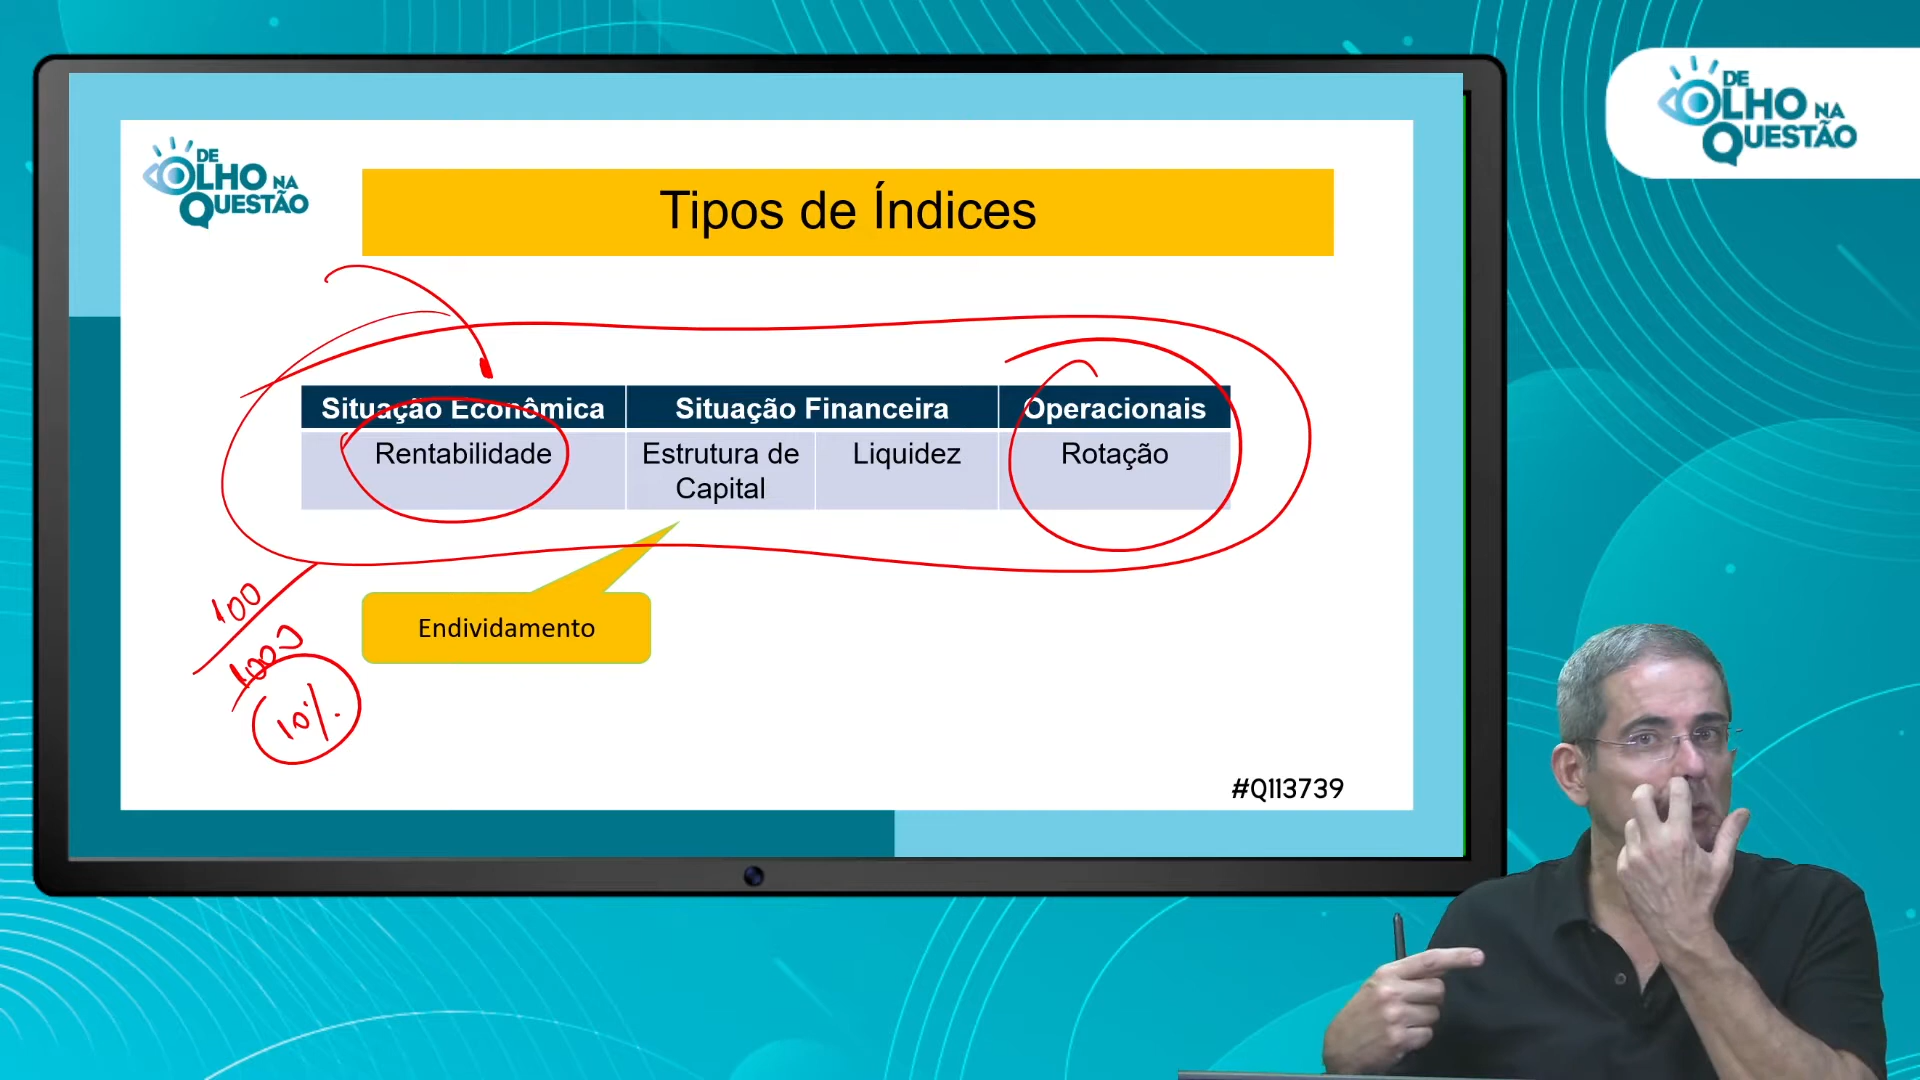 DE
OLHO NA
QUESTÃO
DE
OLHO NA
QUESTÃO
Tipos de Índices
Situação Econômica Situação Financeira Operacionais
Rentabilidade Estrutura de Capital Liquidez Rotação
Endividamento
100
1000
10%
#Q113739